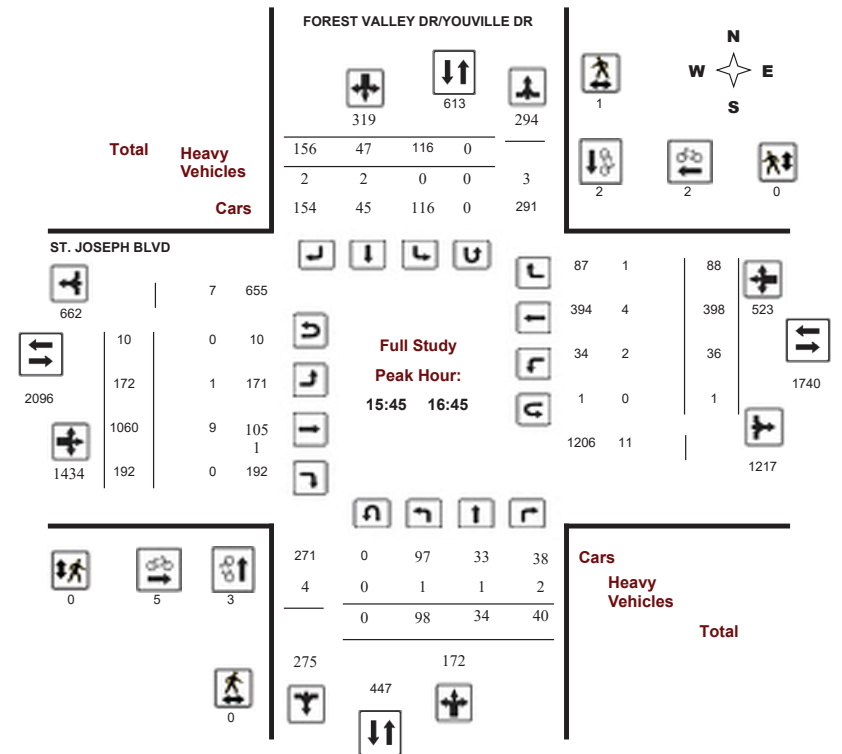 FOREST VALLEY DR/YOUVILLE DR
N
W E
S
613
1
319 294
Total Heavy Vehicles
156 47 116 0
2 2 0 0 3
2 2 0
Cars 154 45 116 0 291
ST. JOSEPH BLVD
87 1 88
662 7 655 394 4 398 523
10 0 10
Full Study
34 2 36
172 1 171
Peak Hour:
1740
2096
15:45 16:45
1 0 1
1060 9 105
1
1206 11
1434 192 0 192
1217
271 0 97 33 38 Cars
4 0 1 1 2 Heavy
Vehicles
0 5 3
0 98 34 40 Total
275 172
447
0